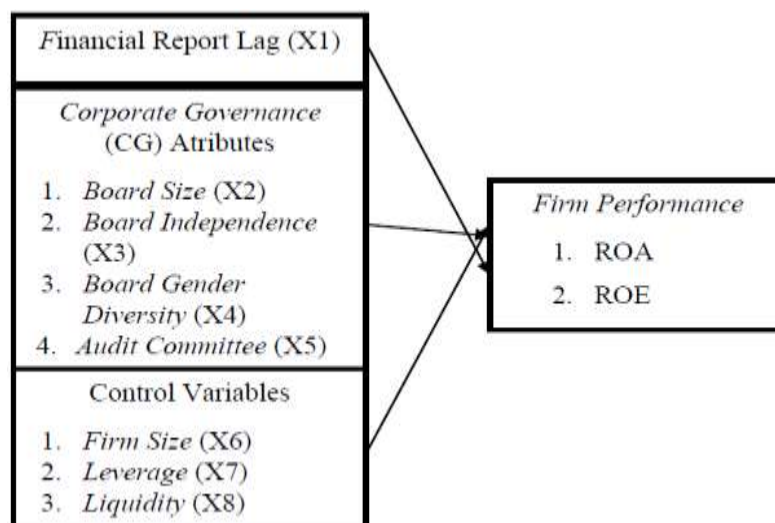 Financial Report Lag (X1)
Corporate Governance
(CG) Atributes
1. Board Size (X2)
2. Board Independence
(X3)
3. Board Gender
Diversity (X4)
4. Audit Committee (X5)
Control Variables
1. Firm Size (X6)
2. Leverage (X7)
3. Liquidity (X8)
Firm Performance
1. ROA
2. ROE